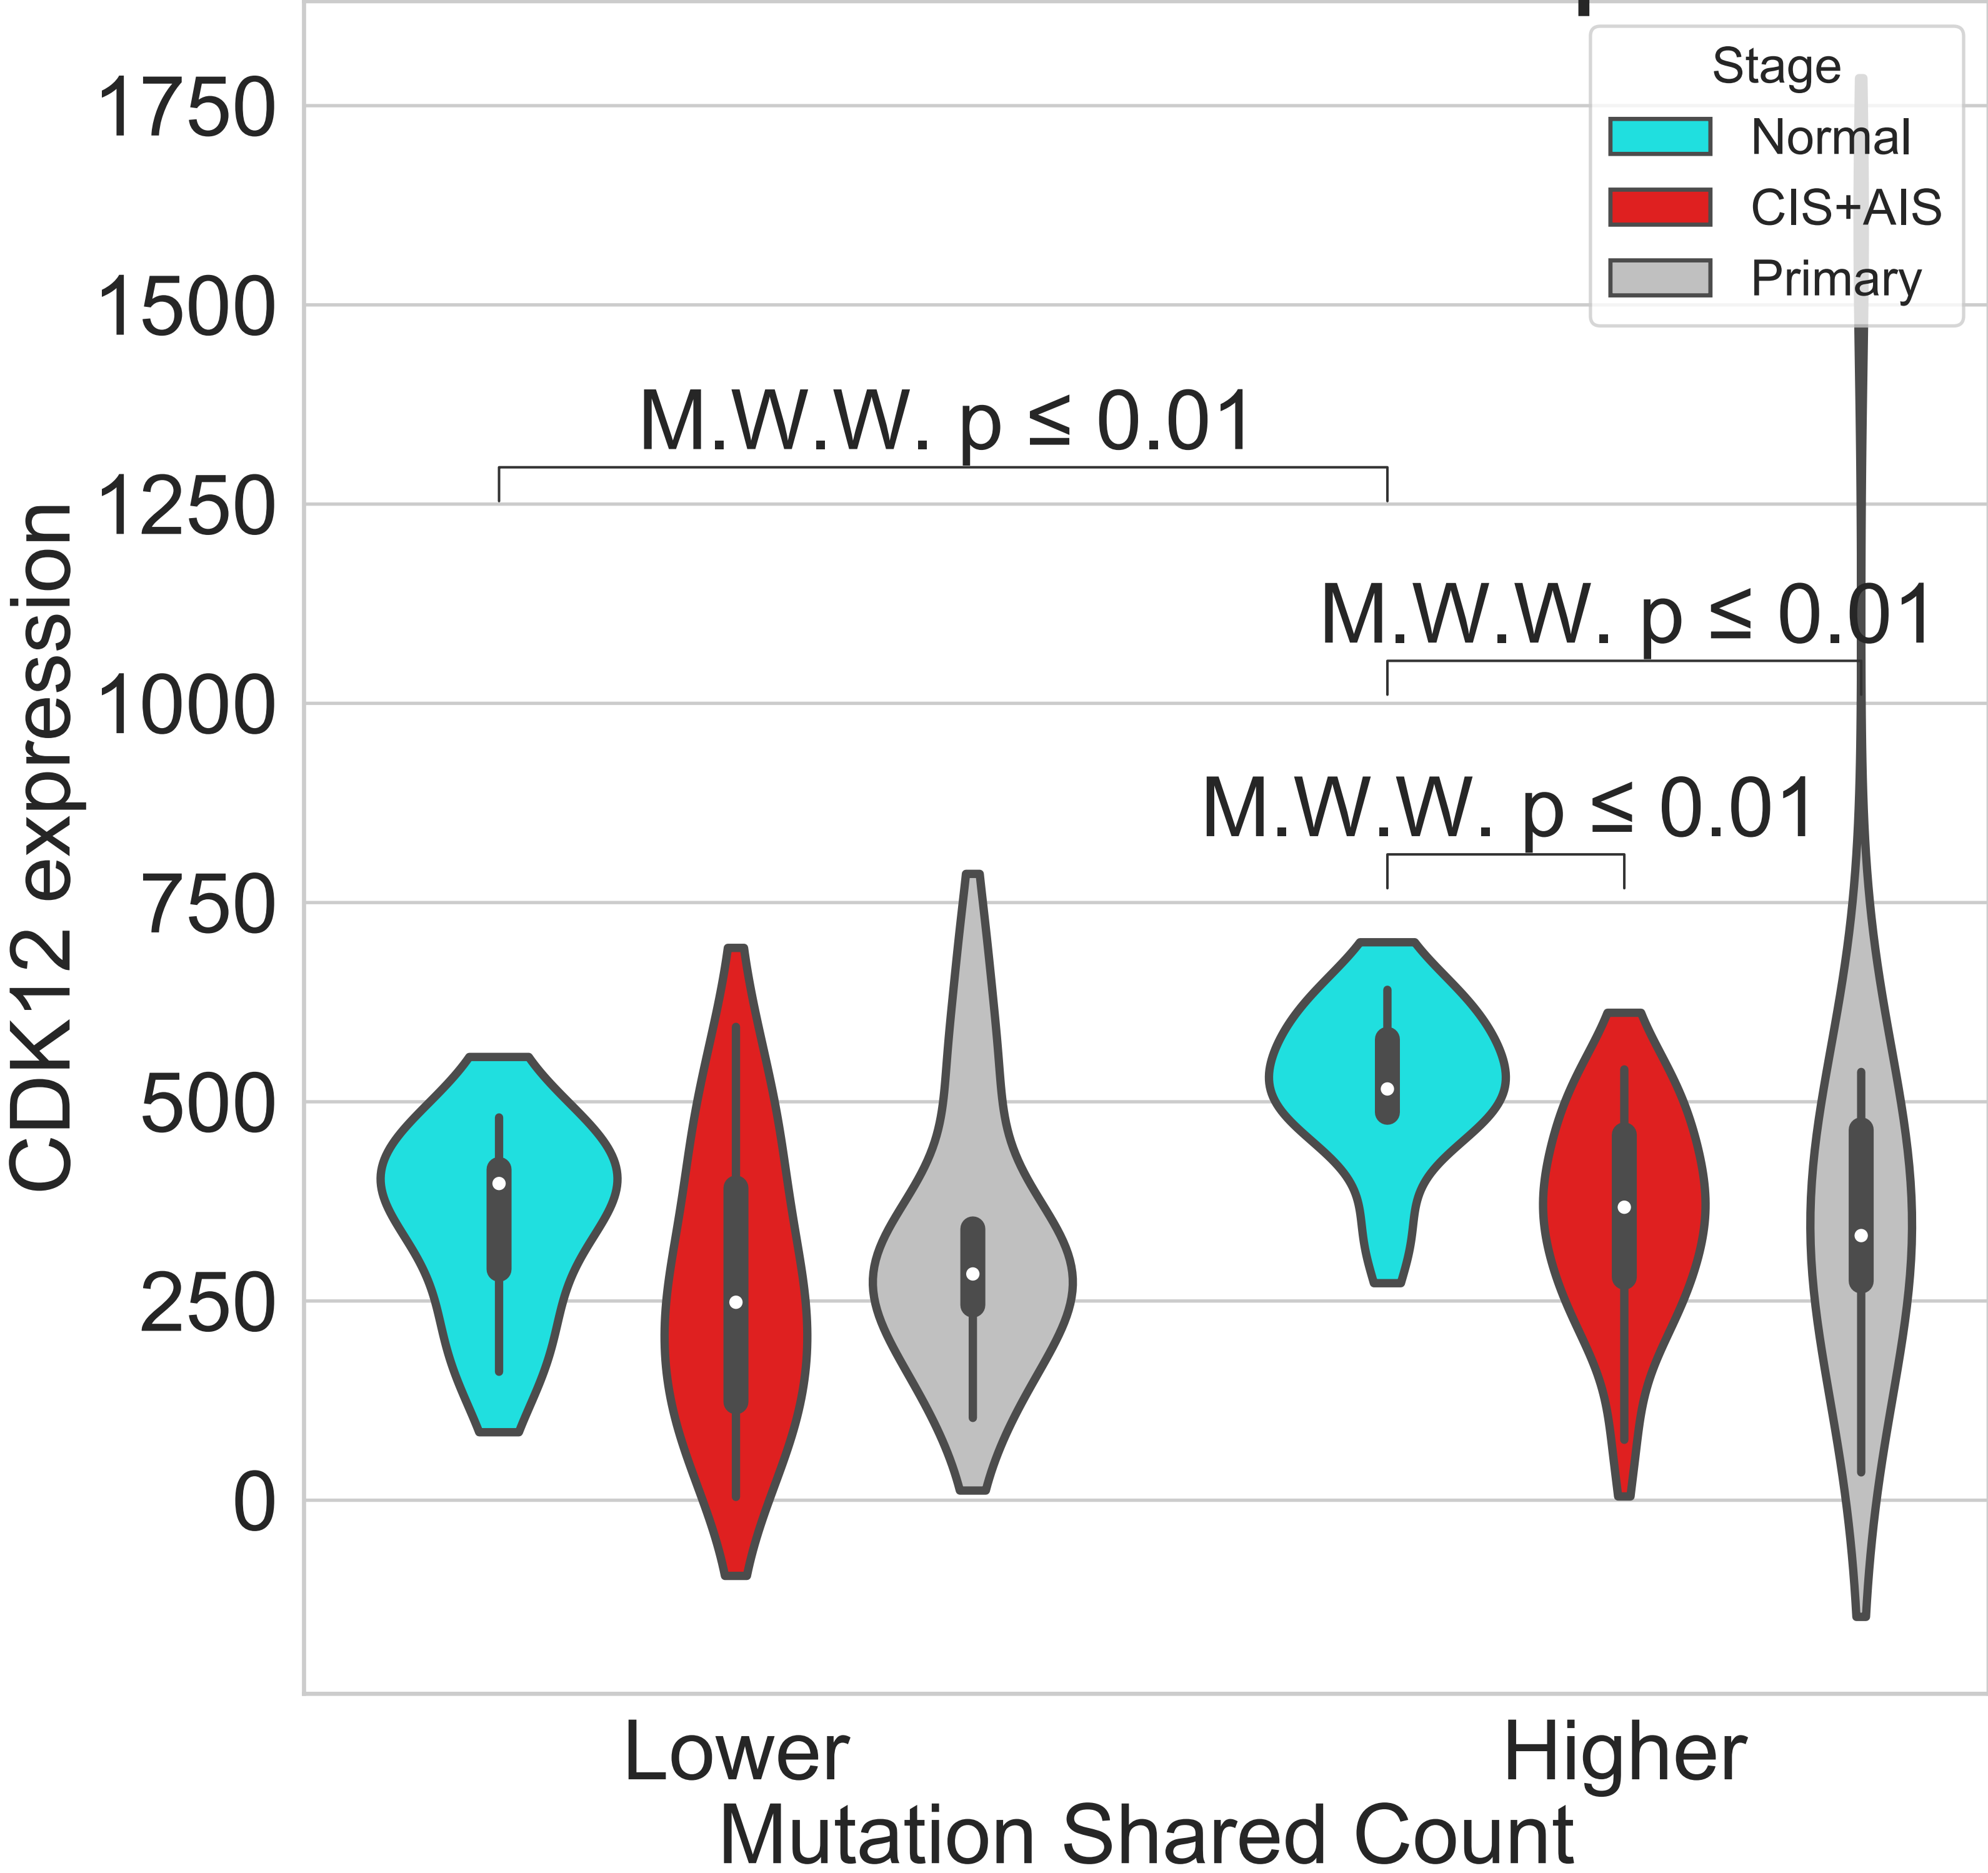 Stage
Normal
CIS+AIS
Primary
1750
1500
1250
1000
750
500
250
0
CDK12 expression
M.W.W. p ≤ 0.01
M.W.W. p ≤ 0.01
M.W.W. p ≤ 0.01
Lower
Higher
Mutation Shared Count